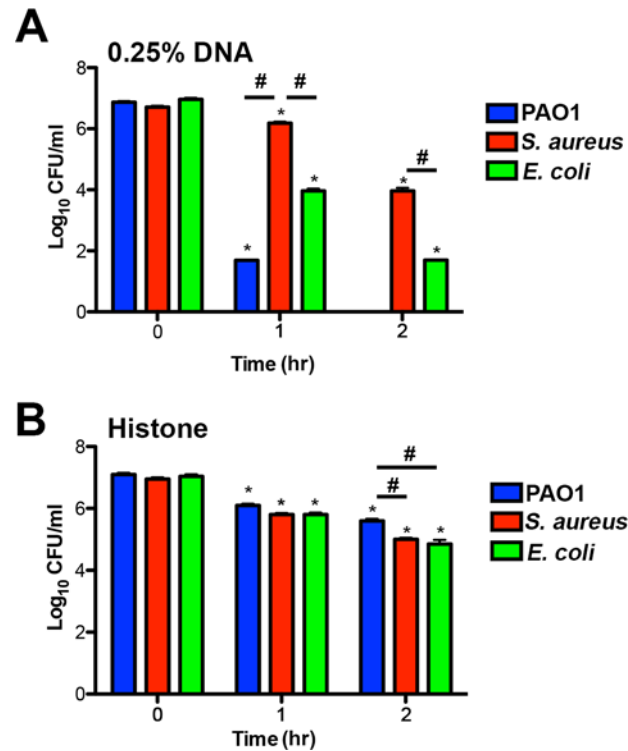 A
0.25% DNA
8
6
4
2
0
Log10 CFU/ml
# #
*
*
*
#
*
*
0 1 2
Time (hr)
PAO1
S. aureus
E. coli
B
Histone
8
6
4
2
0
Log10 CFU/ml
* * *
#
#
*
*
*
0 1 2
Time (hr)
PAO1
S. aureus
E. coli